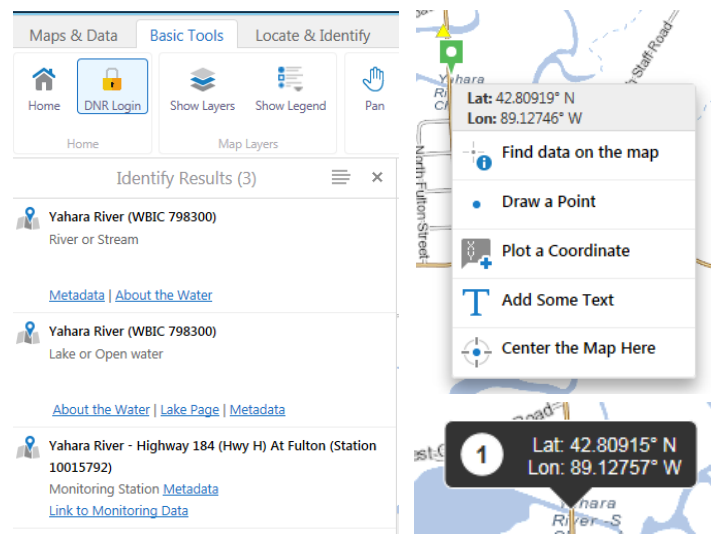 Maps & Data Basic Tools Locate & Identify
Home DNR Login Show Layers Show Legend Pan
Home Map Layers
Identify Results (3)
Yahara River (WBIC 798300)
River or Stream
Metadata | About the Water
Yahara River (WBIC 798300)
Lake or Open water
About the Water | Lake Page | Metadata
Yahara River - Highway 184 (Hwy H) At Fulton (Station
10015792)
Monitoring Station Metadata
Link to Monitoring Data
Staff-Road
Yahara
North-Fulton-Street
Lat: 42.80919° N
Lon: 89.12746° W
Find data on the map
Draw a Point
Plot a Coordinate
Add Some Text
Center the Map Here
1
Lat: 42.80915° N
Lon: 89.12757° W
River -S